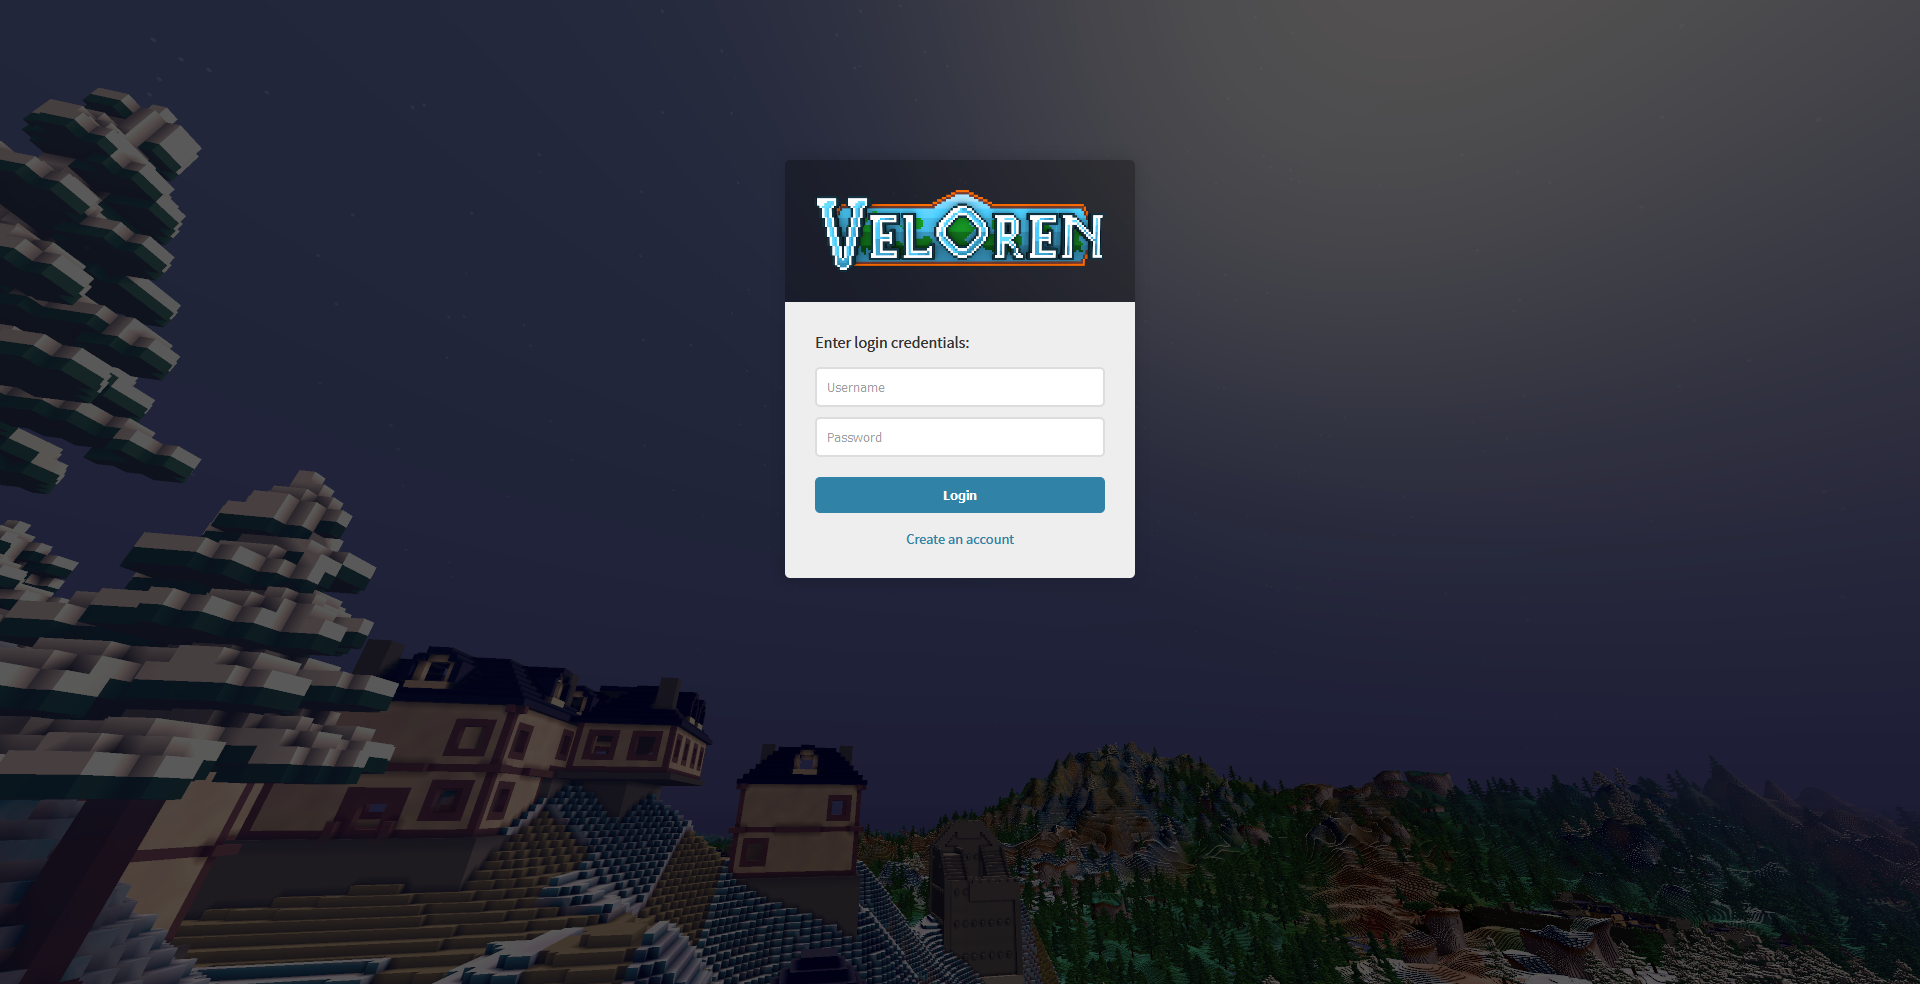 VELOREN
Enter login credentials:
Username
Password
Login
Create an account